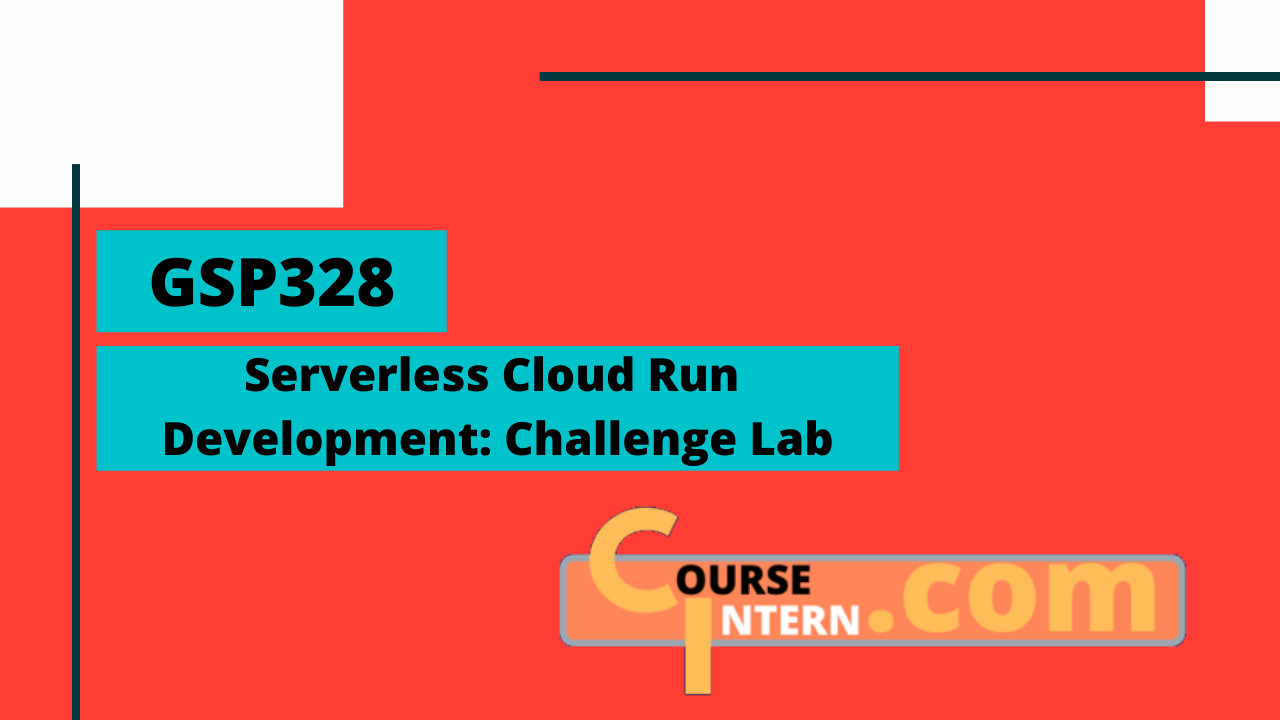 GSP328
Serverless Cloud Run
Development: Challenge Lab
COURSE
INTERN.com